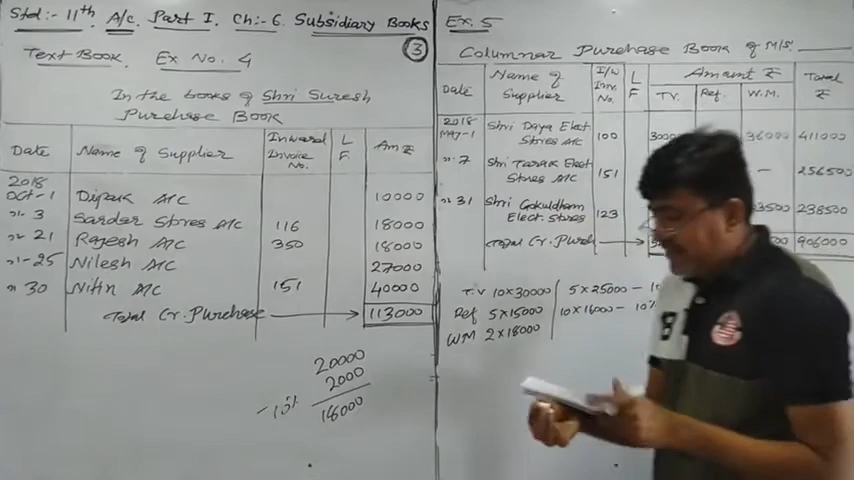 Std:- 11th A/c. Part I. Ch:- 6. Subsidiary Books
3
Text Book. Ex No. 4
In the books of Shri Suresh
Purchase Book
Date Name of Supplier Inward Invoice No. L F. Am ₹
2018
Oct-1 Dipak A/c 10000
" 3 Sardar Stores A/c 116 18000
" 21 Rajesh A/c 350 18000
" 25 Nilesh A/c 27000
" 30 Nitin A/c 151 40000
Total Cr. Purchase 113000
20000
2000
- 10%
18000
Ex. 5
Columnar Purchase Book of M/s.
Date Name of Supplier I/W Inv. No. L F Amount ₹ Total ₹
TV. Ref. W.M.
2018
May-1 Shri Daya Elect Stores A/c 100 36000 411000
" 7 Shri Tarak Elect Stores A/c 151 — 256500
" 31 Shri Gokuldham Elect. Stores 123 238500
Total Cr. Purch 906000
T.V 10x30000 5x25000 -
Ref 5x15000 10x16000 - 10%
WM 2x18000